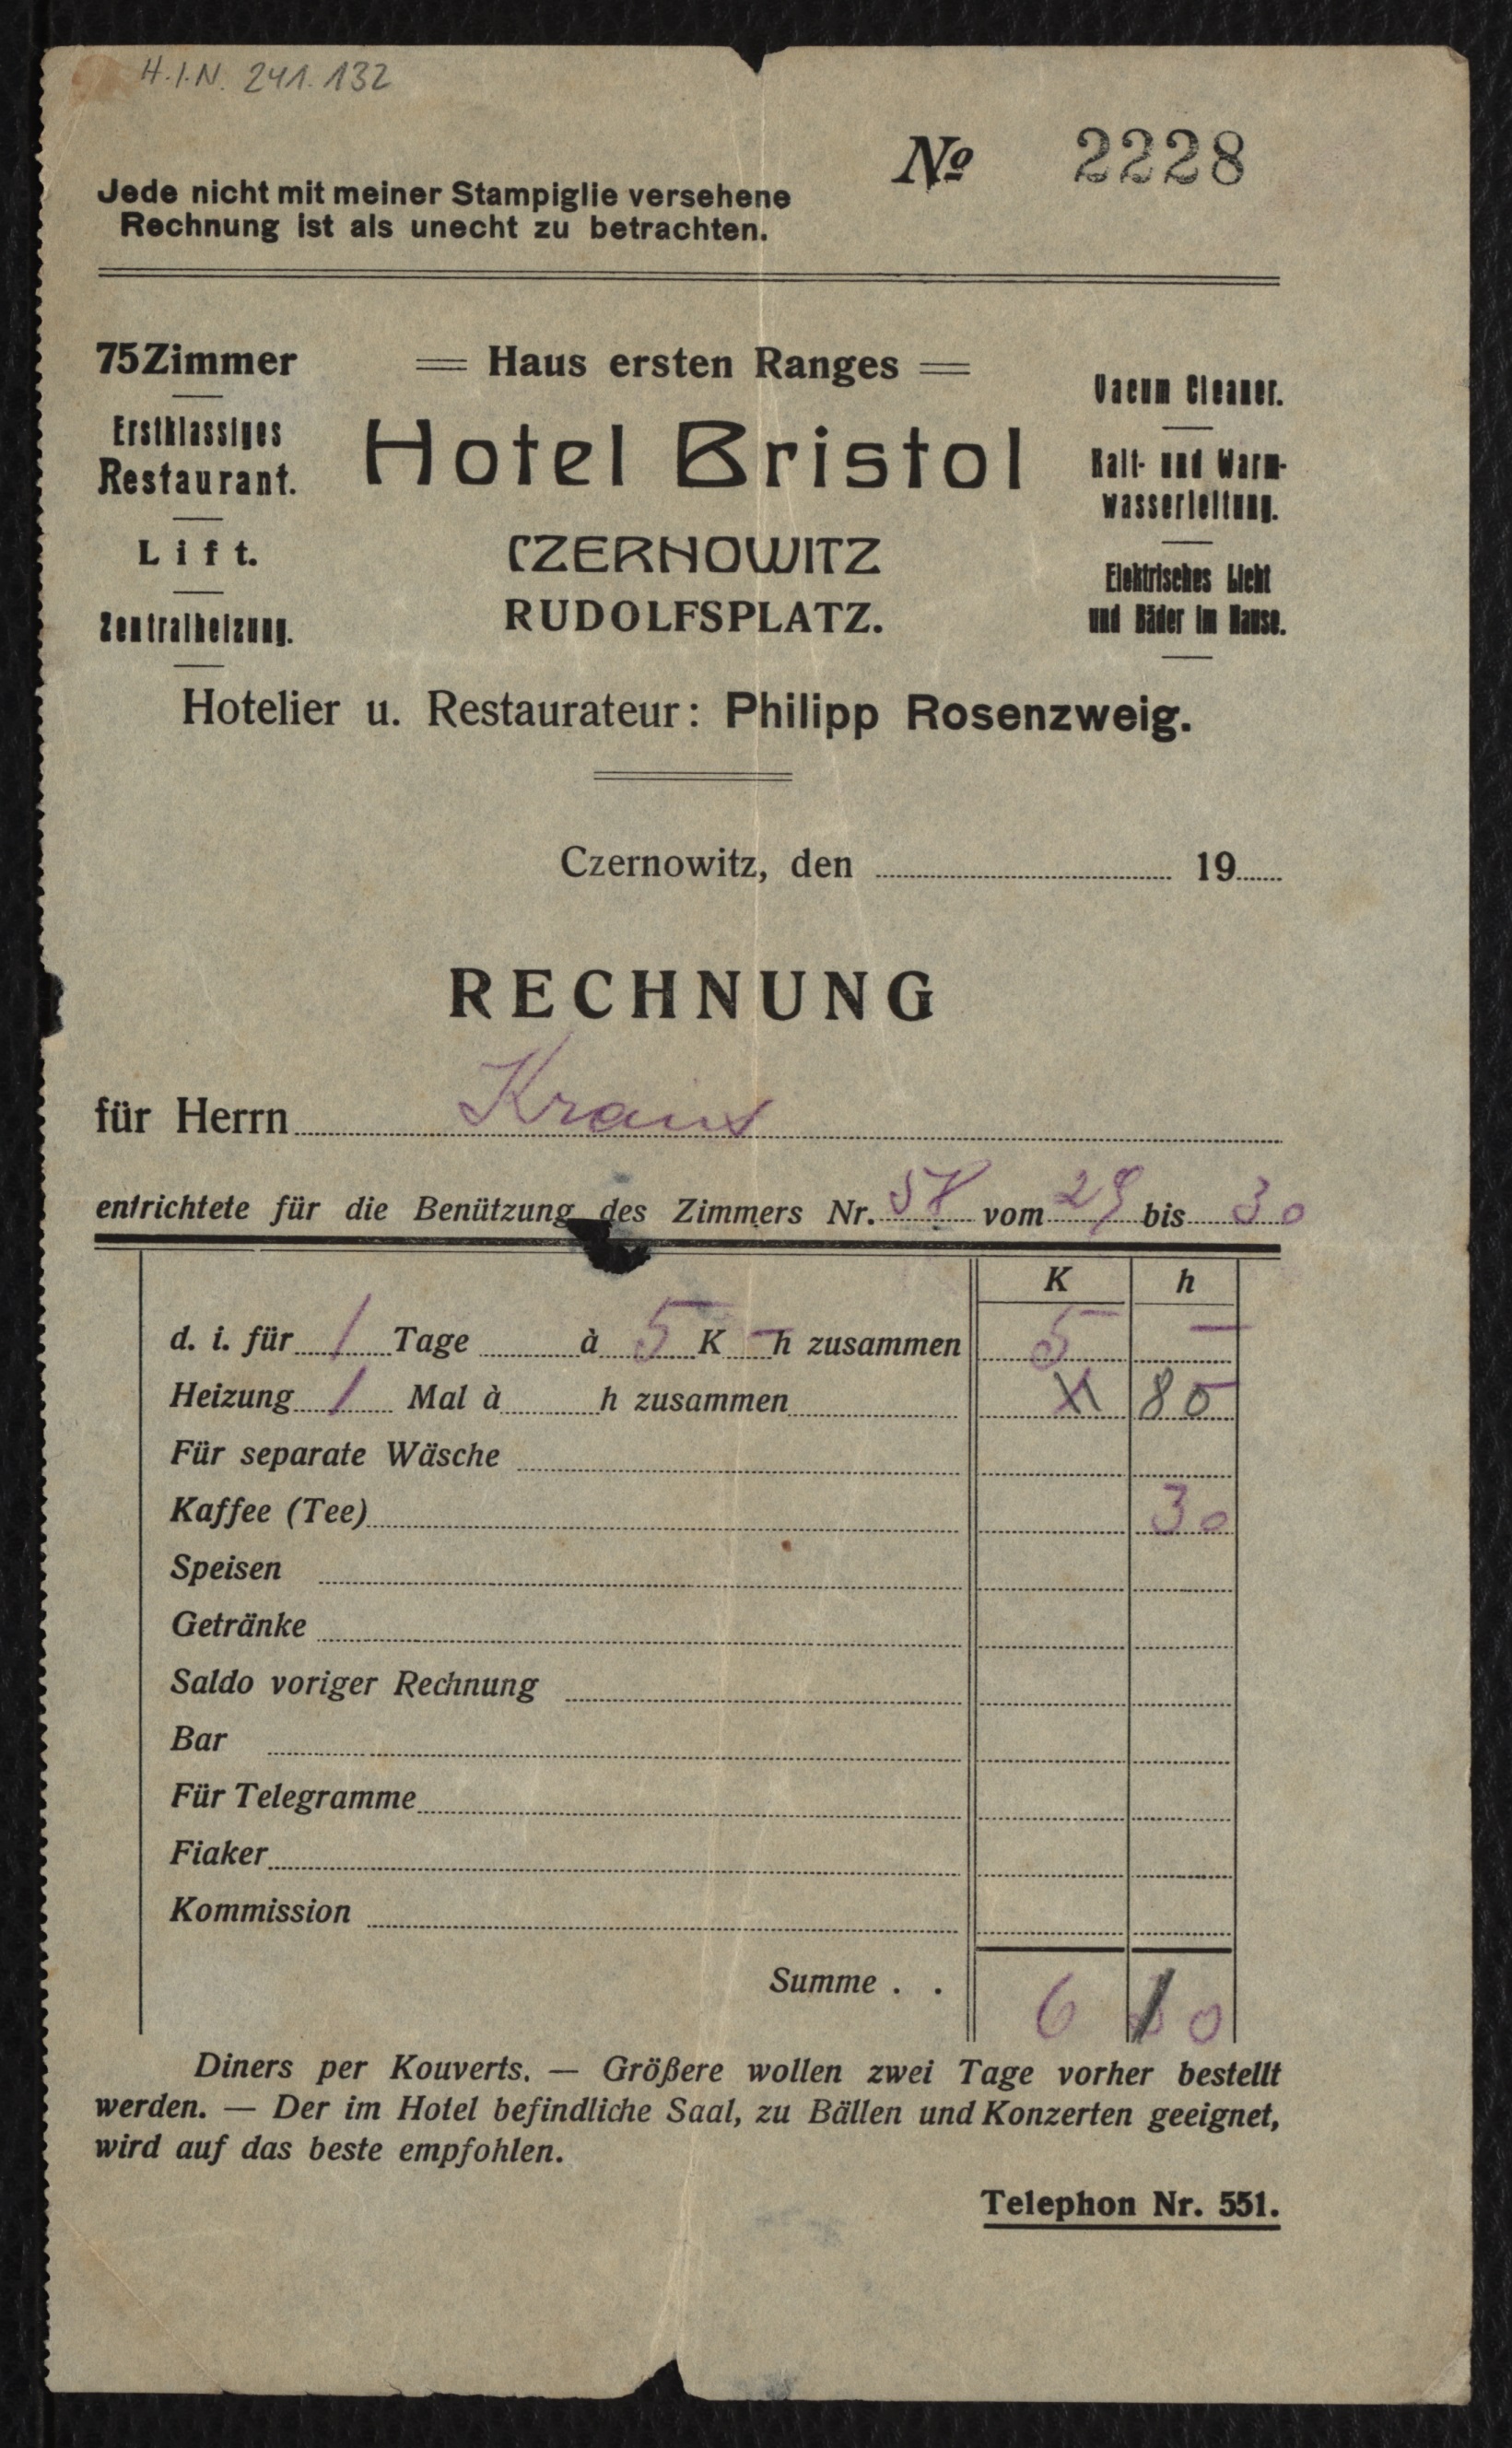 H.I.N. 241.132
No 2228
Jede nicht mit meiner Stampiglie versehene
Rechnung ist als unecht zu betrachten.
75 Zimmer
Erstklassiges
Restaurant.
Lift.
Zentralheizung.
= Haus ersten Ranges =
Hotel Bristol
CZERNOWITZ
RUDOLFSPLATZ.
Vacum Cleaner.
Kalt- und Warm-
wasserleitung.
Elektrisches Licht
und Bäder im Hause.
Hotelier u. Restaurateur: Philipp Rosenzweig.
Czernowitz, den 19
RECHNUNG
für Herrn Kraus
entrichtete für die Benützung des Zimmers Nr. 58 vom 29 bis 30
K h
d. i. für 1 Tage à 5 K – h zusammen 5 –
Heizung 1 Mal à h zusammen 80
Für separate Wäsche
Kaffee (Tee) 30
Speisen
Getränke
Saldo voriger Rechnung
Bar
Für Telegramme
Fiaker
Kommission
Summe . . 6 10
Diners per Kouverts. — Größere wollen zwei Tage vorher bestellt
werden. — Der im Hotel befindliche Saal, zu Bällen und Konzerten geeignet,
wird auf das beste empfohlen.
Telephon Nr. 551.